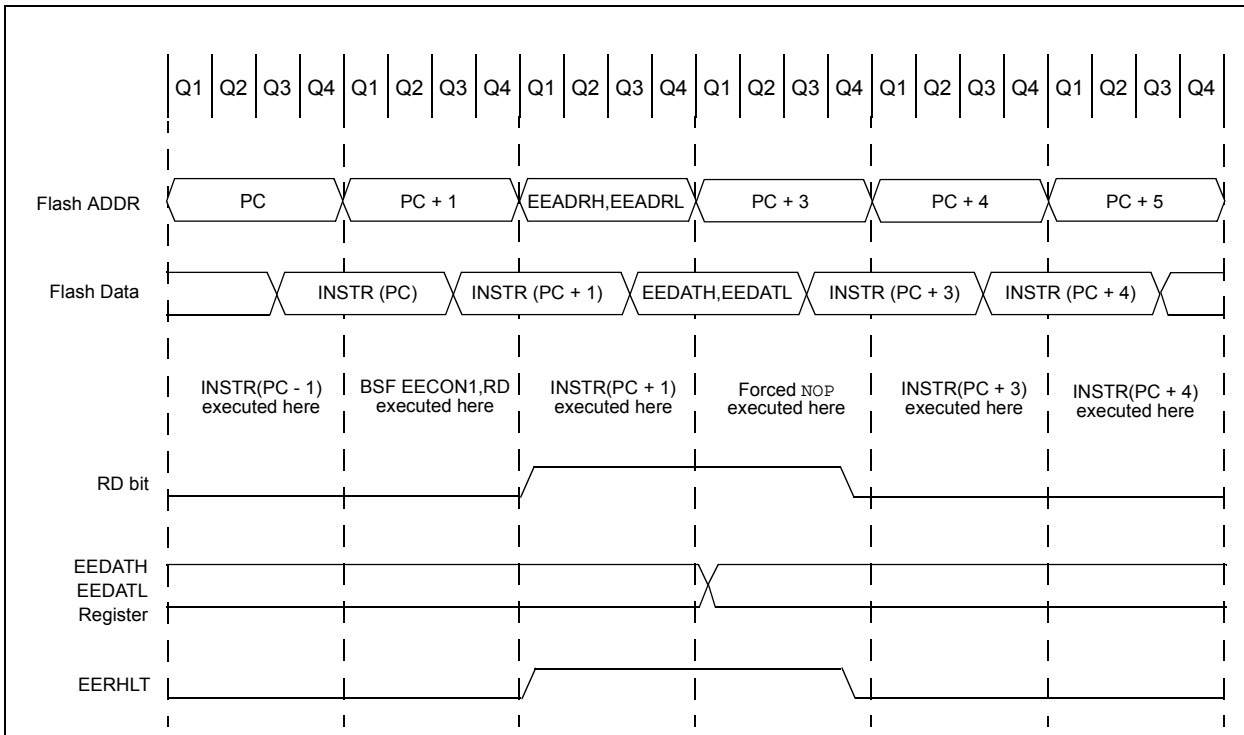 Q1 Q2 Q3 Q4 Q1 Q2 Q3 Q4 Q1 Q2 Q3 Q4 Q1 Q2 Q3 Q4 Q1 Q2 Q3 Q4 Q1 Q2 Q3 Q4
Flash ADDR PC PC + 1 EEADRH,EEADRL PC + 3 PC + 4 PC + 5
Flash Data INSTR (PC) INSTR (PC + 1) EEDATH,EEDATL INSTR (PC + 3) INSTR (PC + 4)
INSTR(PC - 1) BSF EECON1,RD INSTR(PC + 1) Forced NOP INSTR(PC + 3) INSTR(PC + 4)
executed here executed here executed here executed here executed here executed here
RD bit
EEDATH
EEDATL
Register
EERHLT